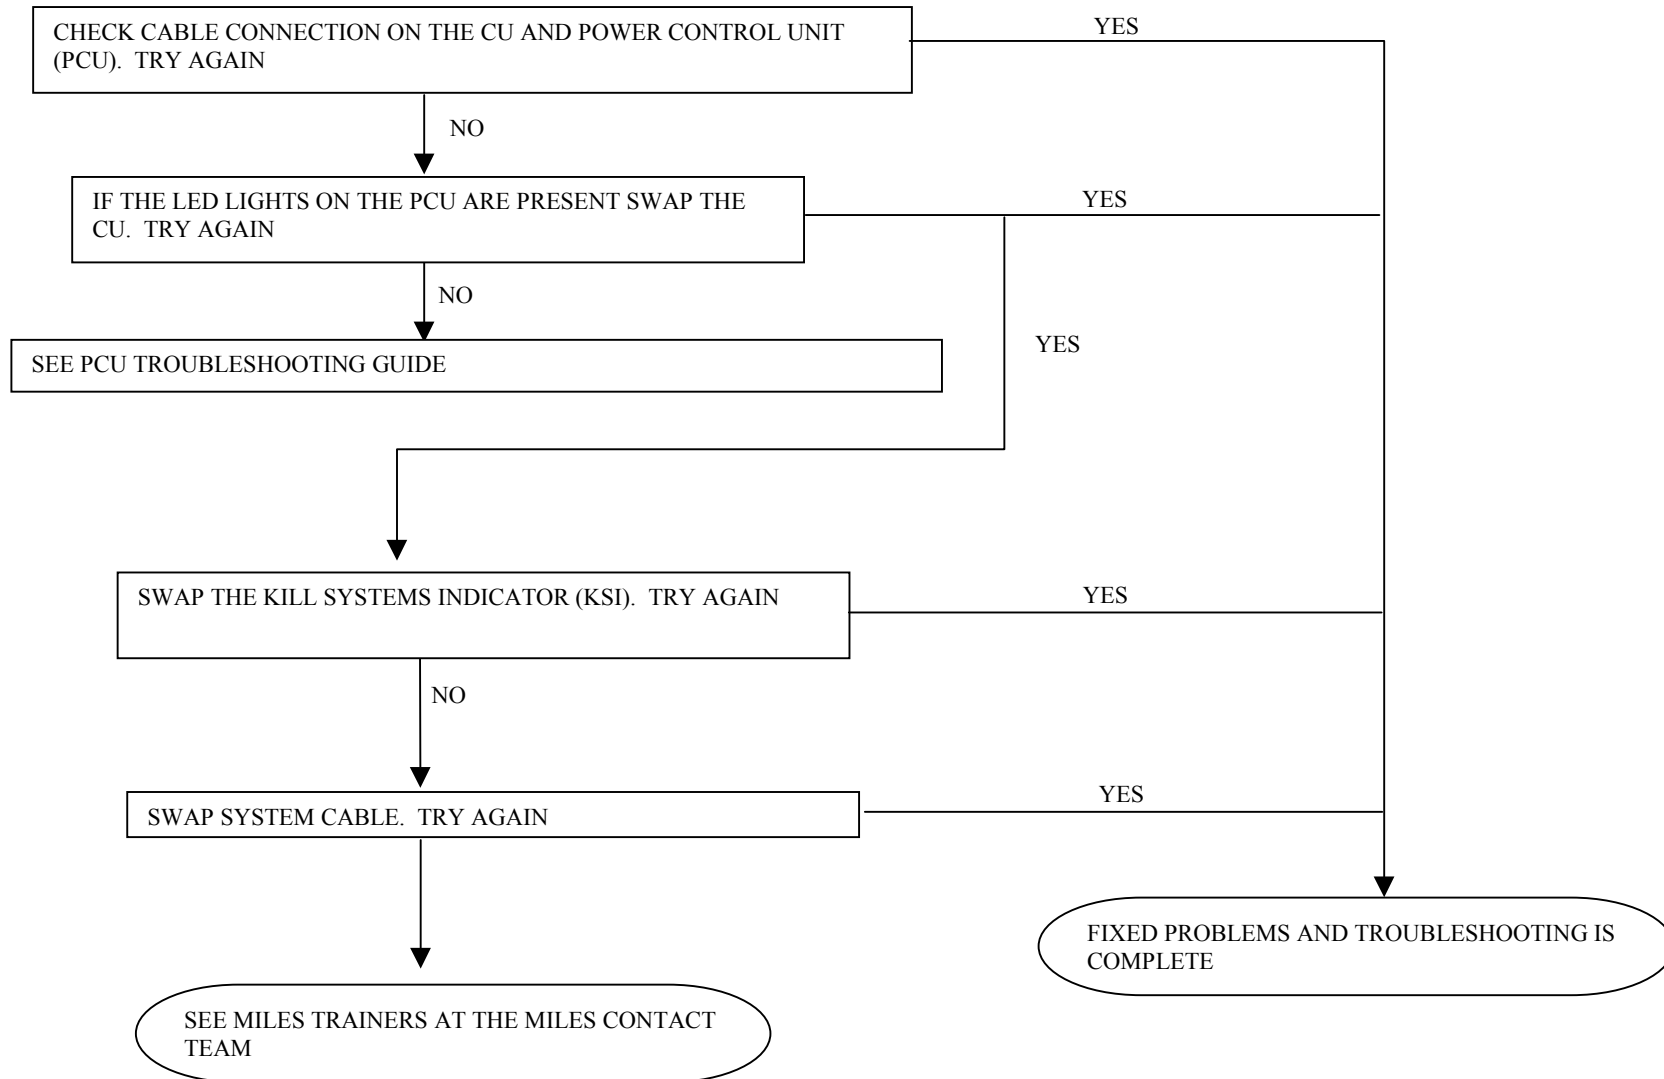 CHECK CABLE CONNECTION ON THE CU AND POWER CONTROL UNIT
(PCU).  TRY AGAIN
YES
NO
IF THE LED LIGHTS ON THE PCU ARE PRESENT SWAP THE
CU.  TRY AGAIN
YES
NO
YES
SEE PCU TROUBLESHOOTING GUIDE
SWAP THE KILL SYSTEMS INDICATOR (KSI).  TRY AGAIN
YES
NO
SWAP SYSTEM CABLE.  TRY AGAIN
YES
FIXED PROBLEMS AND TROUBLESHOOTING IS
COMPLETE
SEE MILES TRAINERS AT THE MILES CONTACT
TEAM